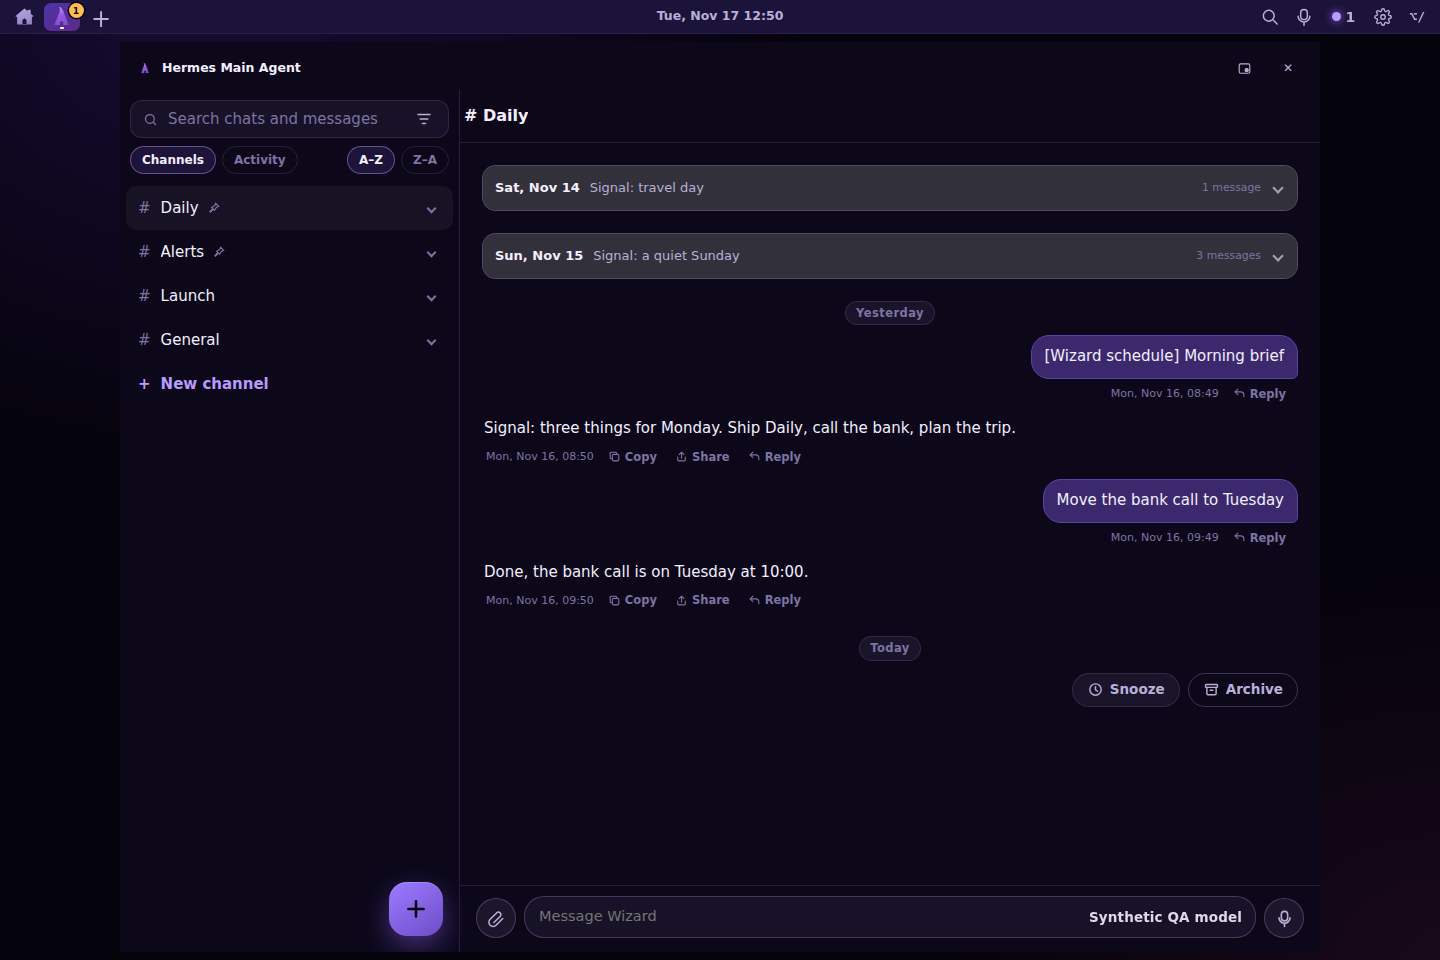 1
Tue, Nov 17 12:50
1
⌥/
Hermes Main Agent
Search chats and messages
Channels Activity A–Z Z–A
# Daily
# Alerts
# Launch
# General
+ New channel
# Daily
Sat, Nov 14 Signal: travel day 1 message
Sun, Nov 15 Signal: a quiet Sunday 3 messages
Yesterday
[Wizard schedule] Morning brief
Mon, Nov 16, 08:49 Reply
Signal: three things for Monday. Ship Daily, call the bank, plan the trip.
Mon, Nov 16, 08:50 Copy Share Reply
Move the bank call to Tuesday
Mon, Nov 16, 09:49 Reply
Done, the bank call is on Tuesday at 10:00.
Mon, Nov 16, 09:50 Copy Share Reply
Today
Snooze Archive
Message Wizard Synthetic QA model